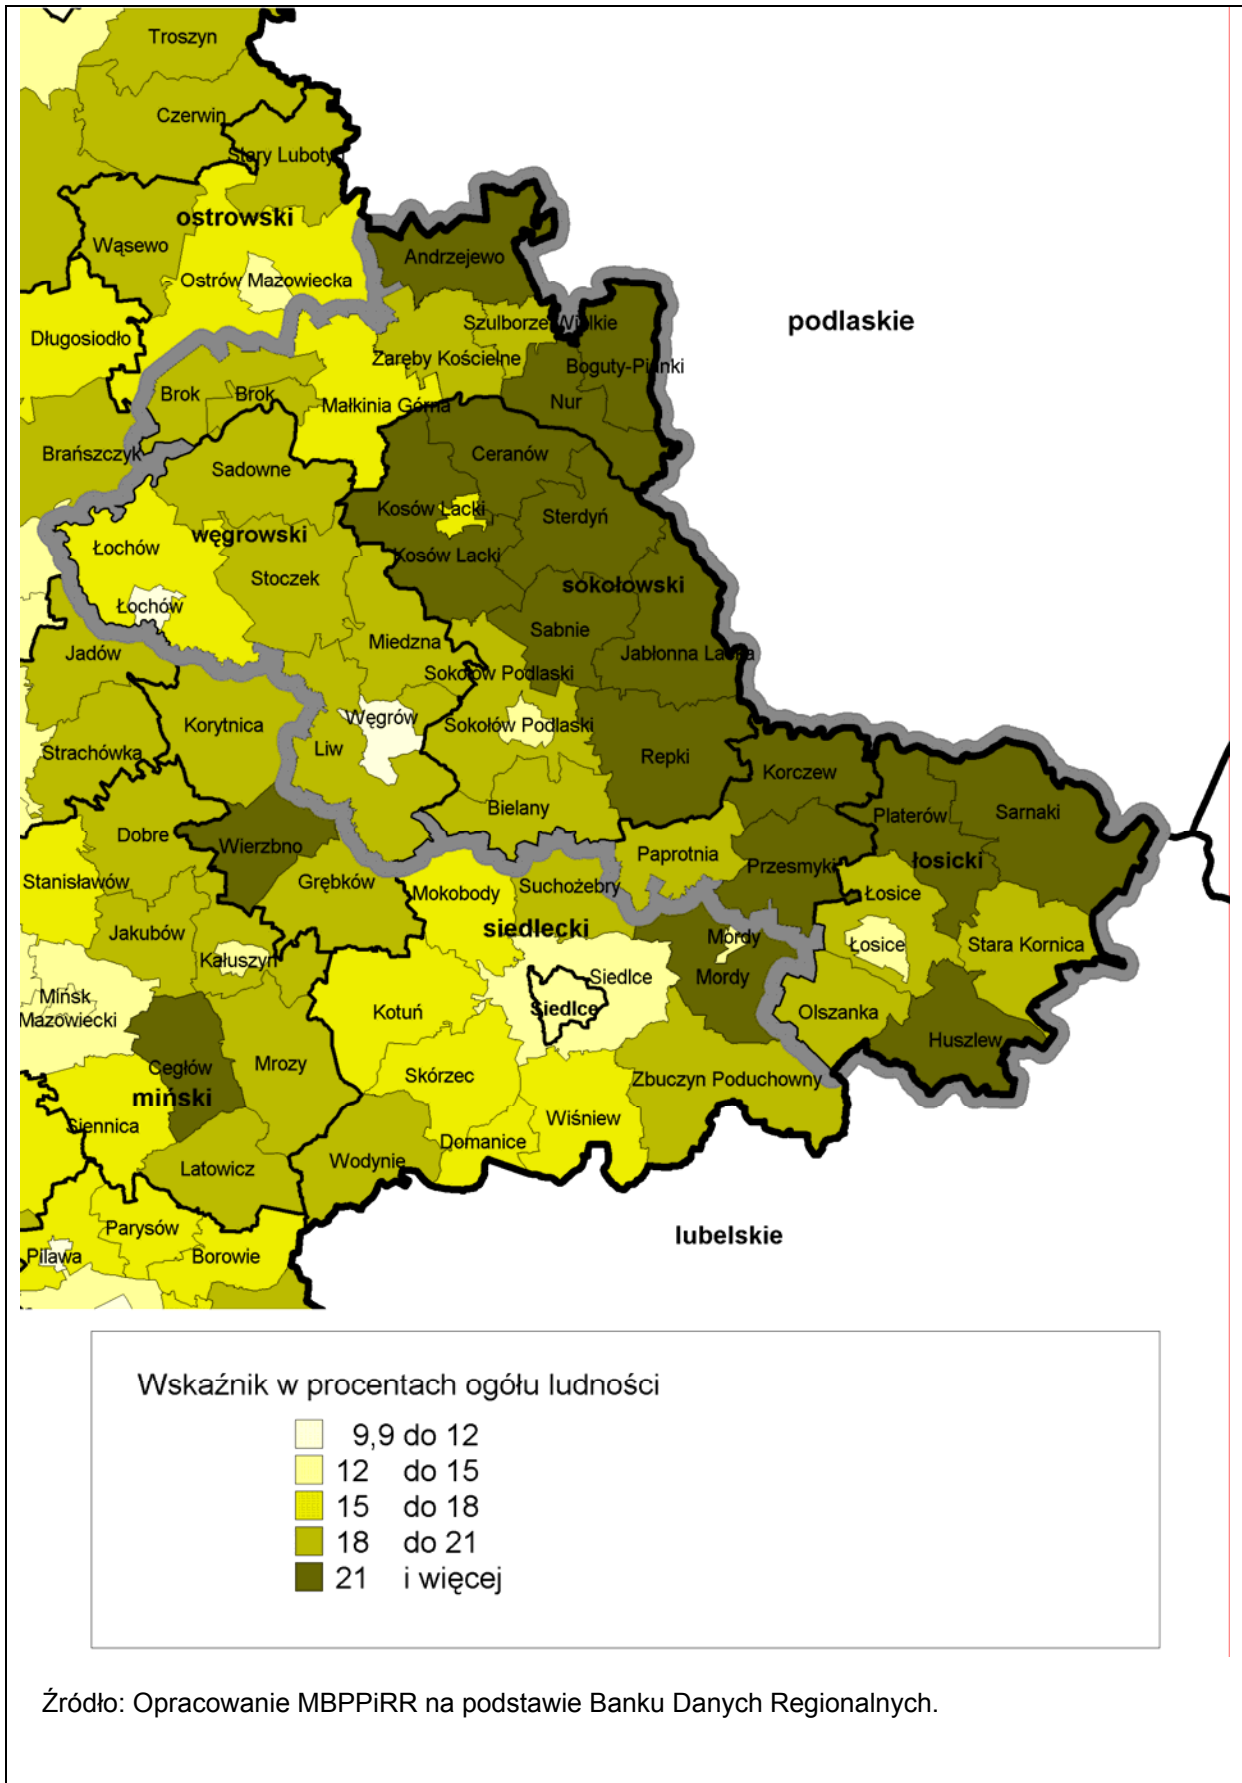 Troszyn
Czerwin
Stary Lubotyń
ostrowski
Wąsewo
Andrzejewo
Ostrów Mazowiecka
podlaskie
Szulborze Wielkie
Długosiodło
Zaręby Kościelne
Boguty-Pianki
Brok
Brok
Małkinia Górna
Nur
Brańszczyk
Sadowne
Ceranów
Kosów Lacki
Sterdyń
węgrowski
Łochów
Kosów Lacki
Stoczek
sokołowski
Łochów
Sabnie
Miedzna
Jadów
Jabłonna Lacka
Sokołów Podlaski
Korytnica
Węgrów
Sokołów Podlaski
Liw
Strachówka
Repki
Korczew
Bielany
Sarnaki
Platerów
Dobre
Wierzbno
Paprotnia
łosicki
Przesmyki
Stanisławów
Grębków
Mokobody
Suchożebry
Łosice
siedlecki
Jakubów
Mordy
Łosice
Stara Kornica
Kałuszyn
Siedlce
Mordy
Mińsk
Mazowiecki
Kotuń
Siedlce
Olszanka
Huszlew
Cegłów
Mrozy
Skórzec
Zbuczyn Poduchowny
miński
Siennica
Wiśniew
Domanice
Latowicz
Wodynie
Parysów
lubelskie
Pilawa
Borowie
Wskaźnik w procentach ogółu ludności
9,9 do 12
12 do 15
15 do 18
18 do 21
21 i więcej
Źródło: Opracowanie MBPPiRR na podstawie Banku Danych Regionalnych.